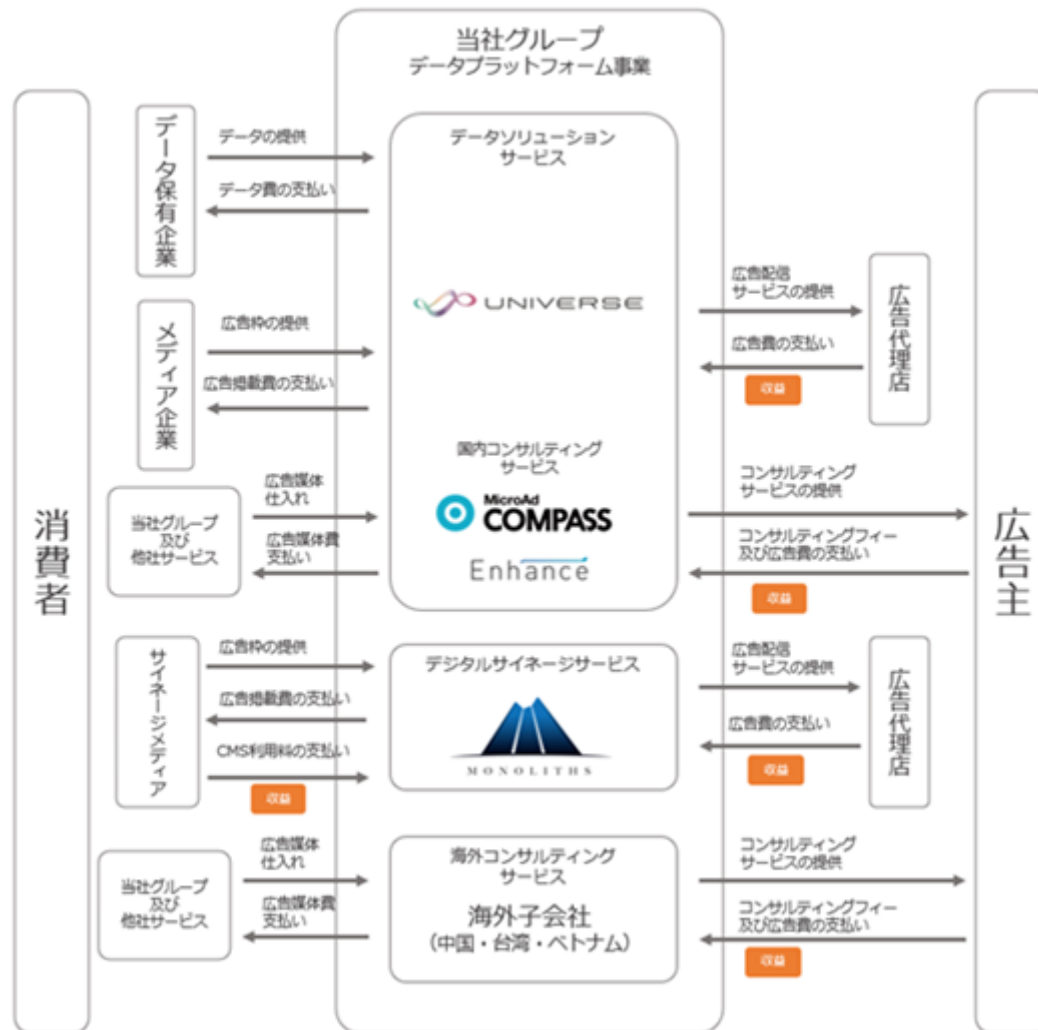 当社グループ
データプラットフォーム事業
消費者
データ保有企業
データの提供
データ費の支払い
データソリューション
サービス
UNIVERSE
メディア企業
広告枠の提供
広告掲載費の支払い
広告配信
サービスの提供
広告費の支払い
収益
広告代理店
国内コンサルティング
サービス
MicroAd
COMPASS
Enhance
当社グループ
及び
他社サービス
広告媒体
仕入れ
広告媒体費
支払い
コンサルティング
サービスの提供
コンサルティングフィー
及び広告費の支払い
収益
広告主
サイネージメディア
広告枠の提供
広告掲載費の支払い
CMS利用料の支払い
収益
デジタルサイネージサービス
MONOLITHS
広告配信
サービスの提供
広告費の支払い
収益
広告代理店
当社グループ
及び
他社サービス
広告媒体
仕入れ
広告媒体費
支払い
海外コンサルティング
サービス
海外子会社
(中国・台湾・ベトナム)
コンサルティング
サービスの提供
コンサルティングフィー
及び広告費の支払い
収益